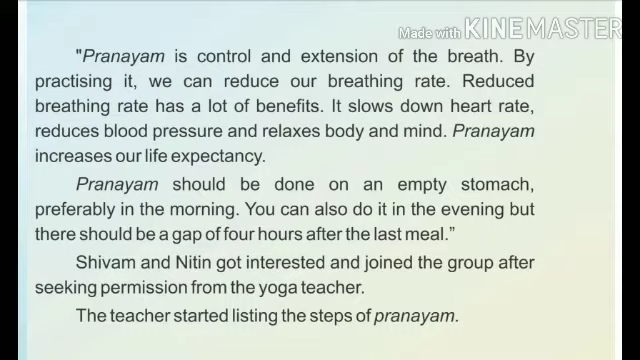 Made with KINEMASTER
"Pranayam is control and extension of the breath. By
practising it, we can reduce our breathing rate. Reduced
breathing rate has a lot of benefits. It slows down heart rate,
reduces blood pressure and relaxes body and mind. Pranayam
increases our life expectancy.
Pranayam should be done on an empty stomach,
preferably in the morning. You can also do it in the evening but
there should be a gap of four hours after the last meal.”
Shivam and Nitin got interested and joined the group after
seeking permission from the yoga teacher.
The teacher started listing the steps of pranayam.